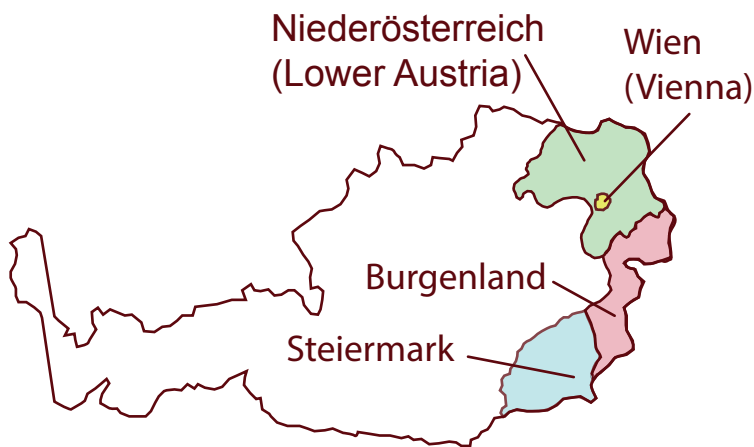 Niederösterreich
(Lower Austria)
Wien
(Vienna)
Burgenland
Steiermark